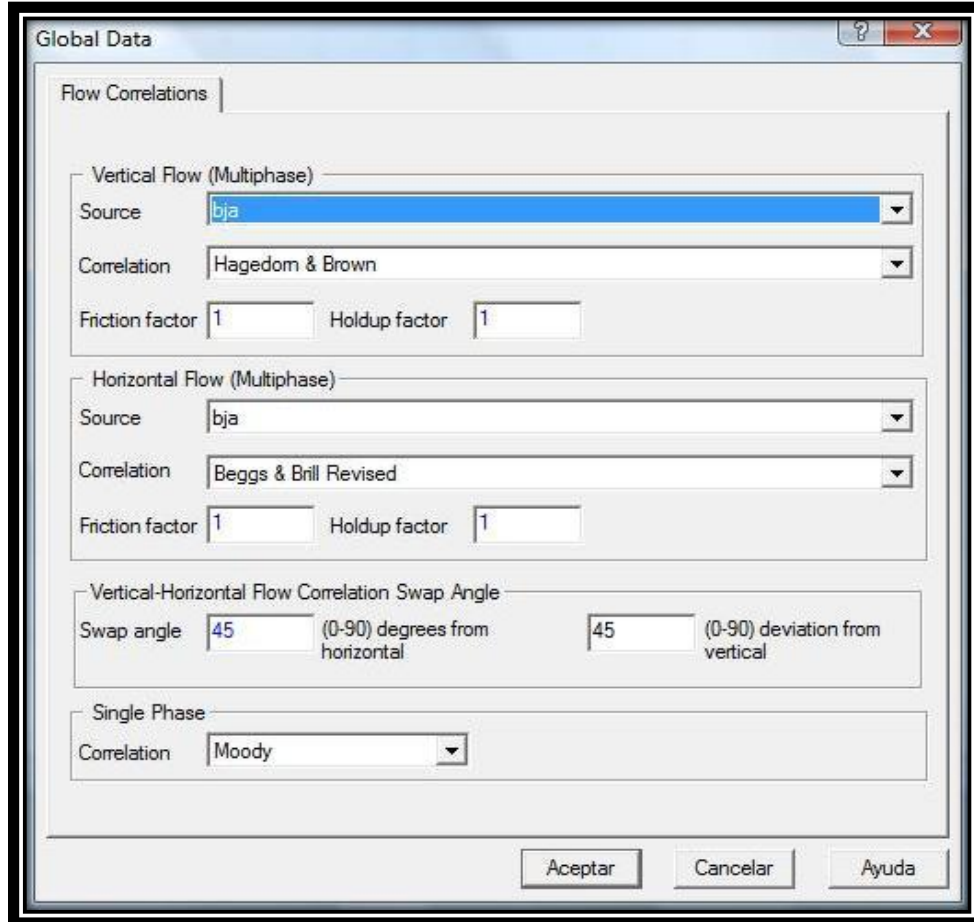 Global Data
Flow Correlations
Vertical Flow (Multiphase)
Source bja
Correlation Hagedorn & Brown
Friction factor 1 Holdup factor 1
Horizontal Flow (Multiphase)
Source bja
Correlation Beggs & Brill Revised
Friction factor 1 Holdup factor 1
Vertical-Horizontal Flow Correlation Swap Angle
Swap angle 45 (0-90) degrees from 45 (0-90) deviation from
horizontal vertical
Single Phase
Correlation Moody
Aceptar Cancelar Ayuda